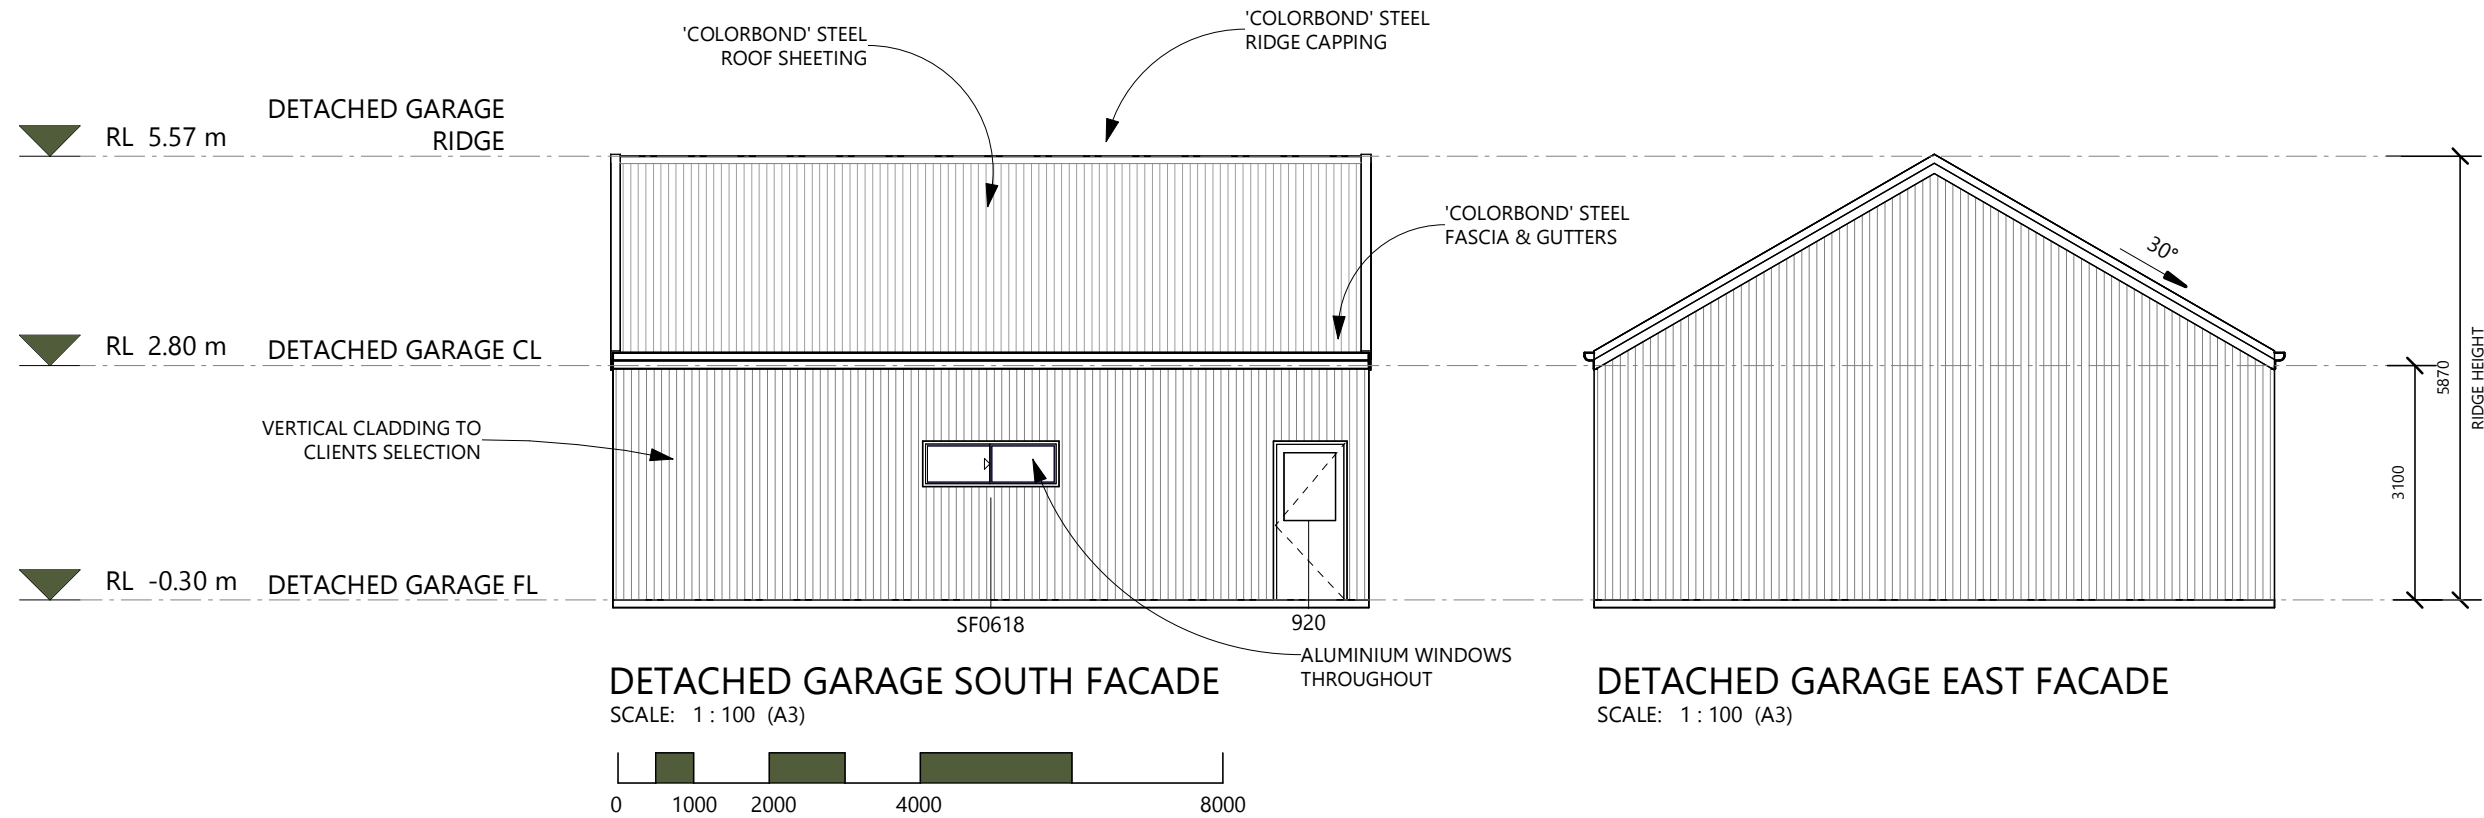 'COLORBOND' STEEL
ROOF SHEETING
'COLORBOND' STEEL
RIDGE CAPPING
DETACHED GARAGE
RIDGE
RL 5.57 m
'COLORBOND' STEEL
FASCIA & GUTTERS
30°
RL 2.80 m
DETACHED GARAGE CL
5870
RIDGE HEIGHT
VERTICAL CLADDING TO
CLIENTS SELECTION
3100
RL -0.30 m
DETACHED GARAGE FL
SF0618
920
ALUMINIUM WINDOWS
THROUGHOUT
DETACHED GARAGE SOUTH FACADE
SCALE: 1 : 100 (A3)
DETACHED GARAGE EAST FACADE
SCALE: 1 : 100 (A3)
0 1000 2000 4000 8000